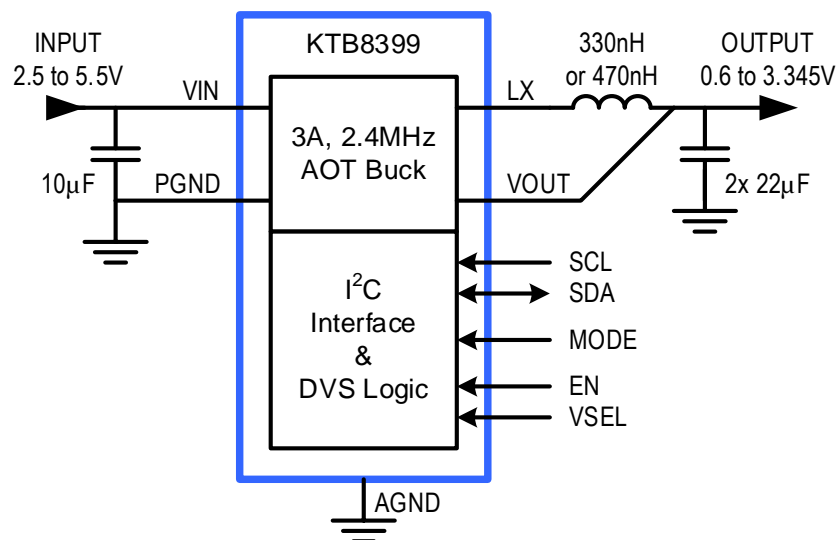 INPUT
2.5 to 5.5V
KTB8399
330nH
or 470nH
OUTPUT
0.6 to 3.345V
VIN
LX
3A, 2.4MHz
AOT Buck
10μF
PGND
VOUT
2x 22μF
I²C
Interface
&
DVS Logic
SCL
SDA
MODE
EN
VSEL
AGND